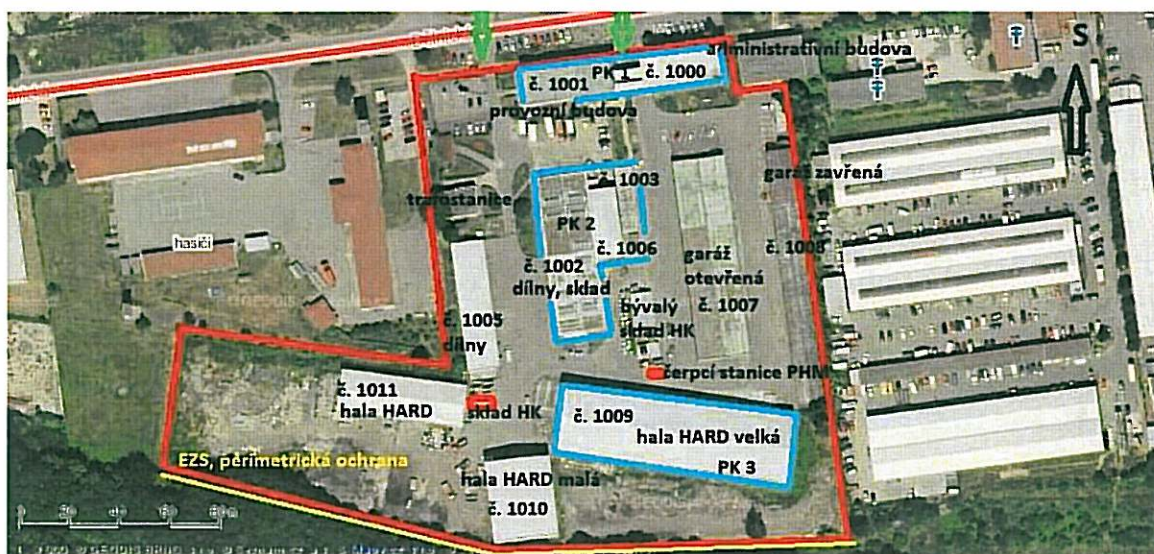 administrativní budova
S
PK 1
č. 1000
č. 1001
provozní budova
č. 1003
garáž zavřená
trafostanice
PK 2
hasiči
č. 1006
č. 1008
č. 1002
garáž
otevřená
dílny, sklad
č. 1007
bývalý
sklad HK
č. 1005
dílny
čerpcí stanice PHM
č. 1011
hala HARD
sklad HK
č. 1009
hala HARD velká
EZS, perimetrická ochrana
PK 3
hala HARD malá
č. 1010